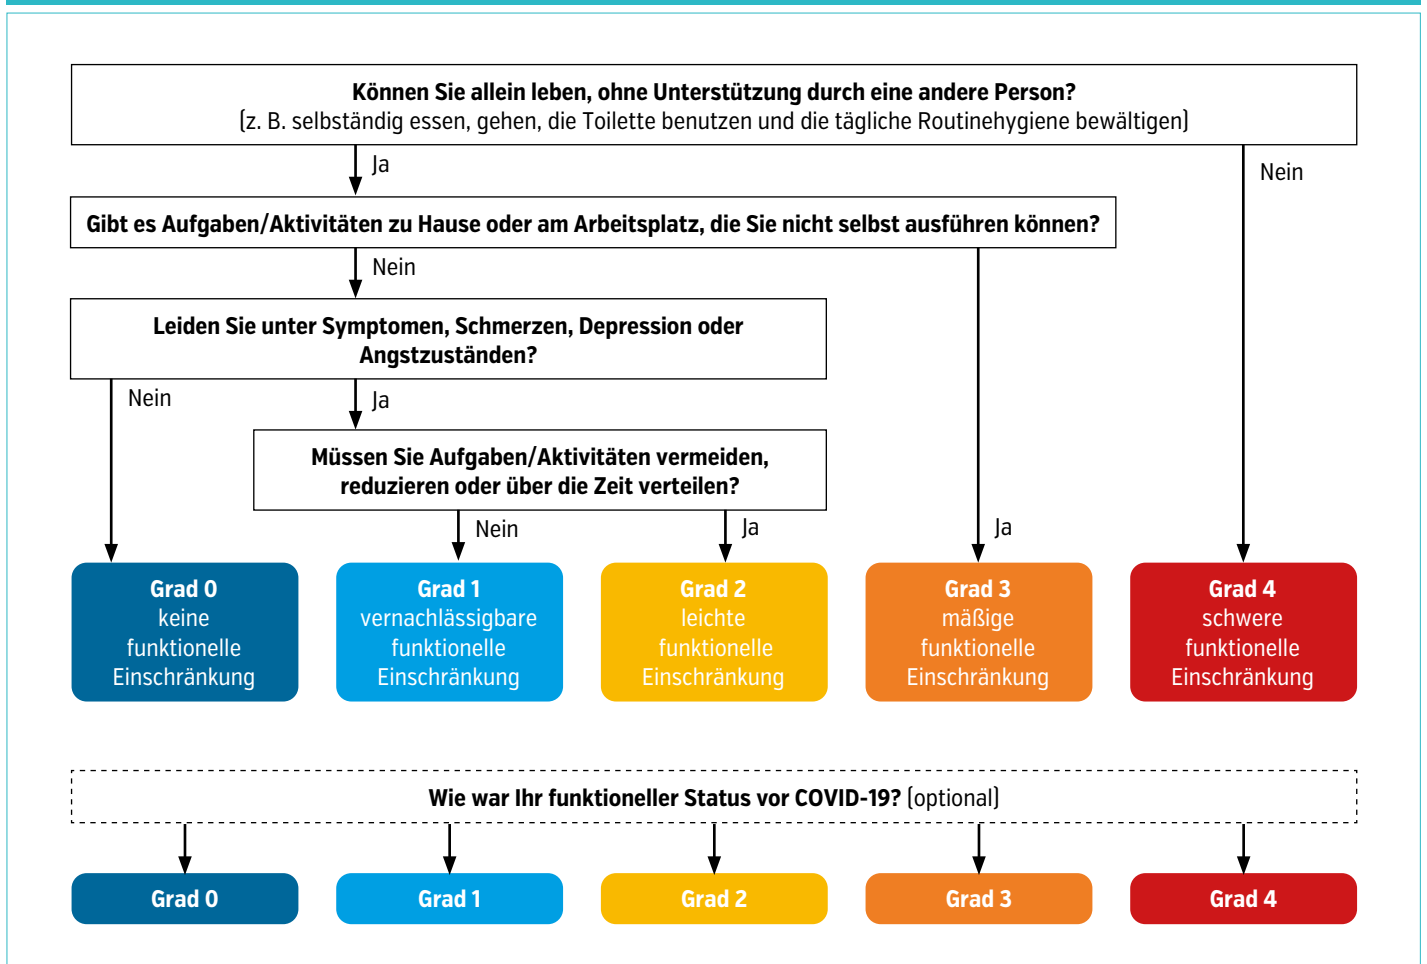 Können Sie allein leben, ohne Unterstützung durch eine andere Person?
(z. B. selbständig essen, gehen, die Toilette benutzen und die tägliche Routinehygiene bewältigen)
Ja
Nein
Gibt es Aufgaben/Aktivitäten zu Hause oder am Arbeitsplatz, die Sie nicht selbst ausführen können?
Nein
Leiden Sie unter Symptomen, Schmerzen, Depression oder
Angstzuständen?
Nein
Ja
Müssen Sie Aufgaben/Aktivitäten vermeiden,
reduzieren oder über die Zeit verteilen?
Nein
Ja
Ja
Grad 0
keine
funktionelle
Einschränkung
Grad 1
vernachlässigbare
funktionelle
Einschränkung
Grad 2
leichte
funktionelle
Einschränkung
Grad 3
mäßige
funktionelle
Einschränkung
Grad 4
schwere
funktionelle
Einschränkung
Wie war Ihr funktioneller Status vor COVID-19? (optional)
Grad 0
Grad 1
Grad 2
Grad 3
Grad 4